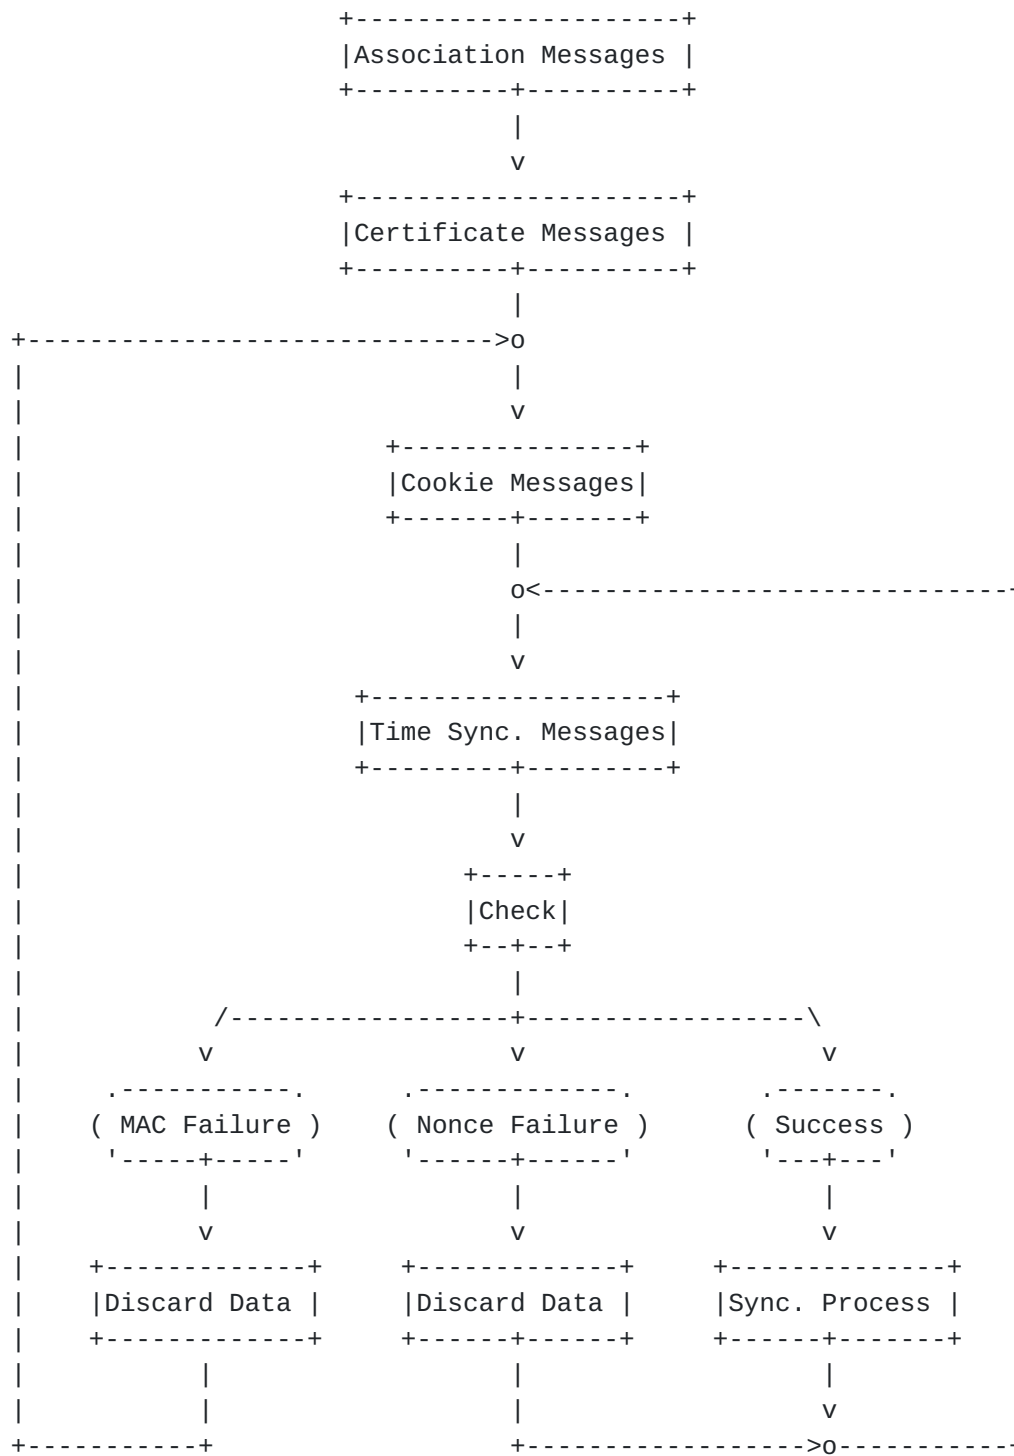 +---------------------+
                     |Association Messages |
                     +----------+----------+
                                |
                                v
                     +---------------------+
                     |Certificate Messages |
                     +----------+----------+
                                |
+------------------------------>o
|                               |
|                               v
|                       +---------------+
|                       |Cookie Messages|
|                       +-------+-------+
|                               |
|                               o<------------------------------+
|                               |
|                               v
|                     +-------------------+
|                     |Time Sync. Messages|
|                     +---------+---------+
|                               |
|                               v
|                            +-----+
|                            |Check|
|                            +--+--+
|                               |
|            /------------------+------------------\
|           v                   v                   v
|     .-----------.      .-------------.        .-------.
|    ( MAC Failure )    ( Nonce Failure )      ( Success )
|     '-----+-----'      '------+------'        '---+---'
|           |                   |                   |
|           v                   v                   v
|    +-------------+     +-------------+     +--------------+
|    |Discard Data |     |Discard Data |     |Sync. Process |
|    +-------------+     +------+------+     +------+-------+
|           |                   |                   |
|           |                   |                   v
+-----------+                   +------------------>o-----------+